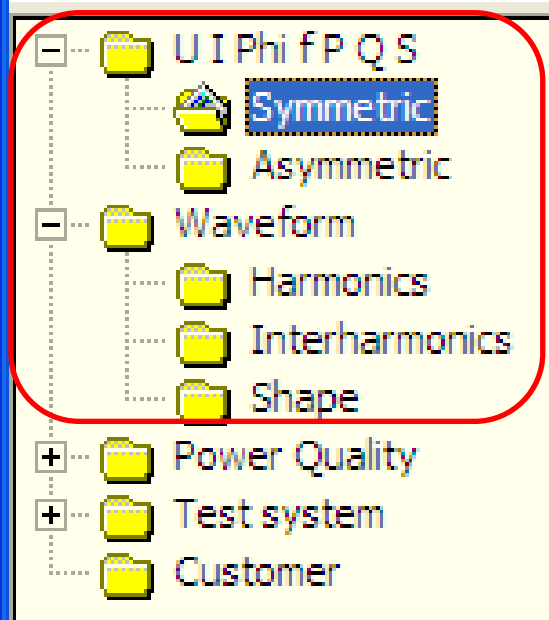 U I Phi f P Q S
Symmetric
Asymmetric
Waveform
Harmonics
Interharmonics
Shape
Power Quality
Test system
Customer